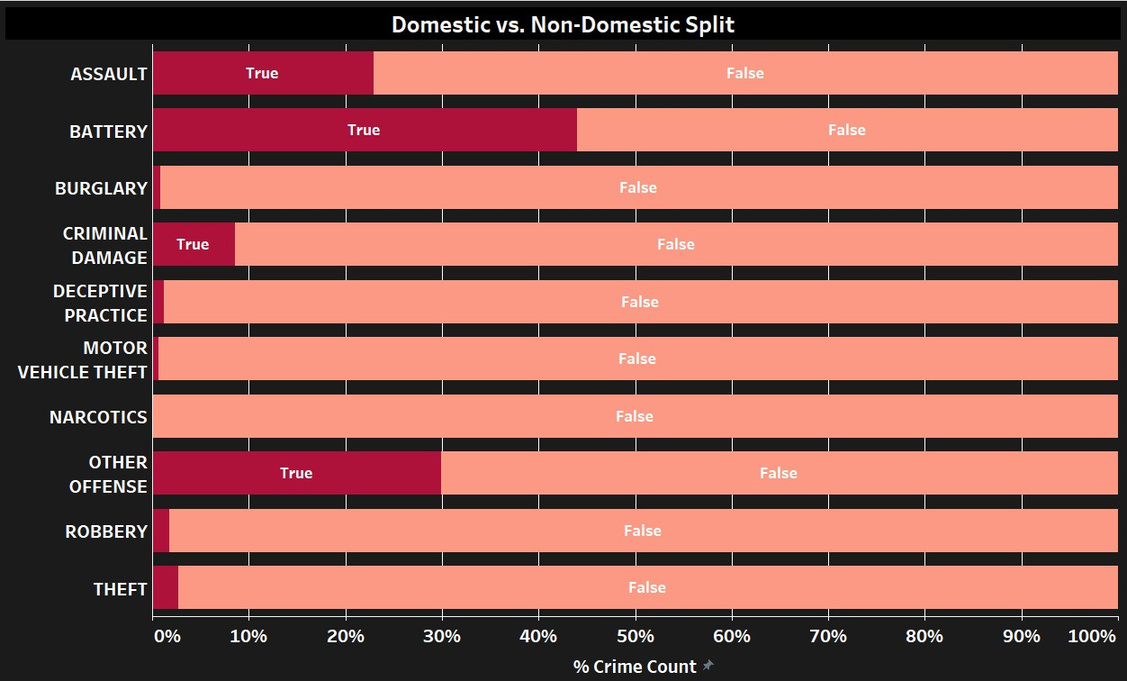 Domestic vs. Non-Domestic Split
ASSAULT True False
BATTERY True False
BURGLARY False
CRIMINAL
DAMAGE True False
DECEPTIVE
PRACTICE False
MOTOR
VEHICLE THEFT False
NARCOTICS False
OTHER
OFFENSE True False
ROBBERY False
THEFT False
0% 10% 20% 30% 40% 50% 60% 70% 80% 90% 100%
% Crime Count